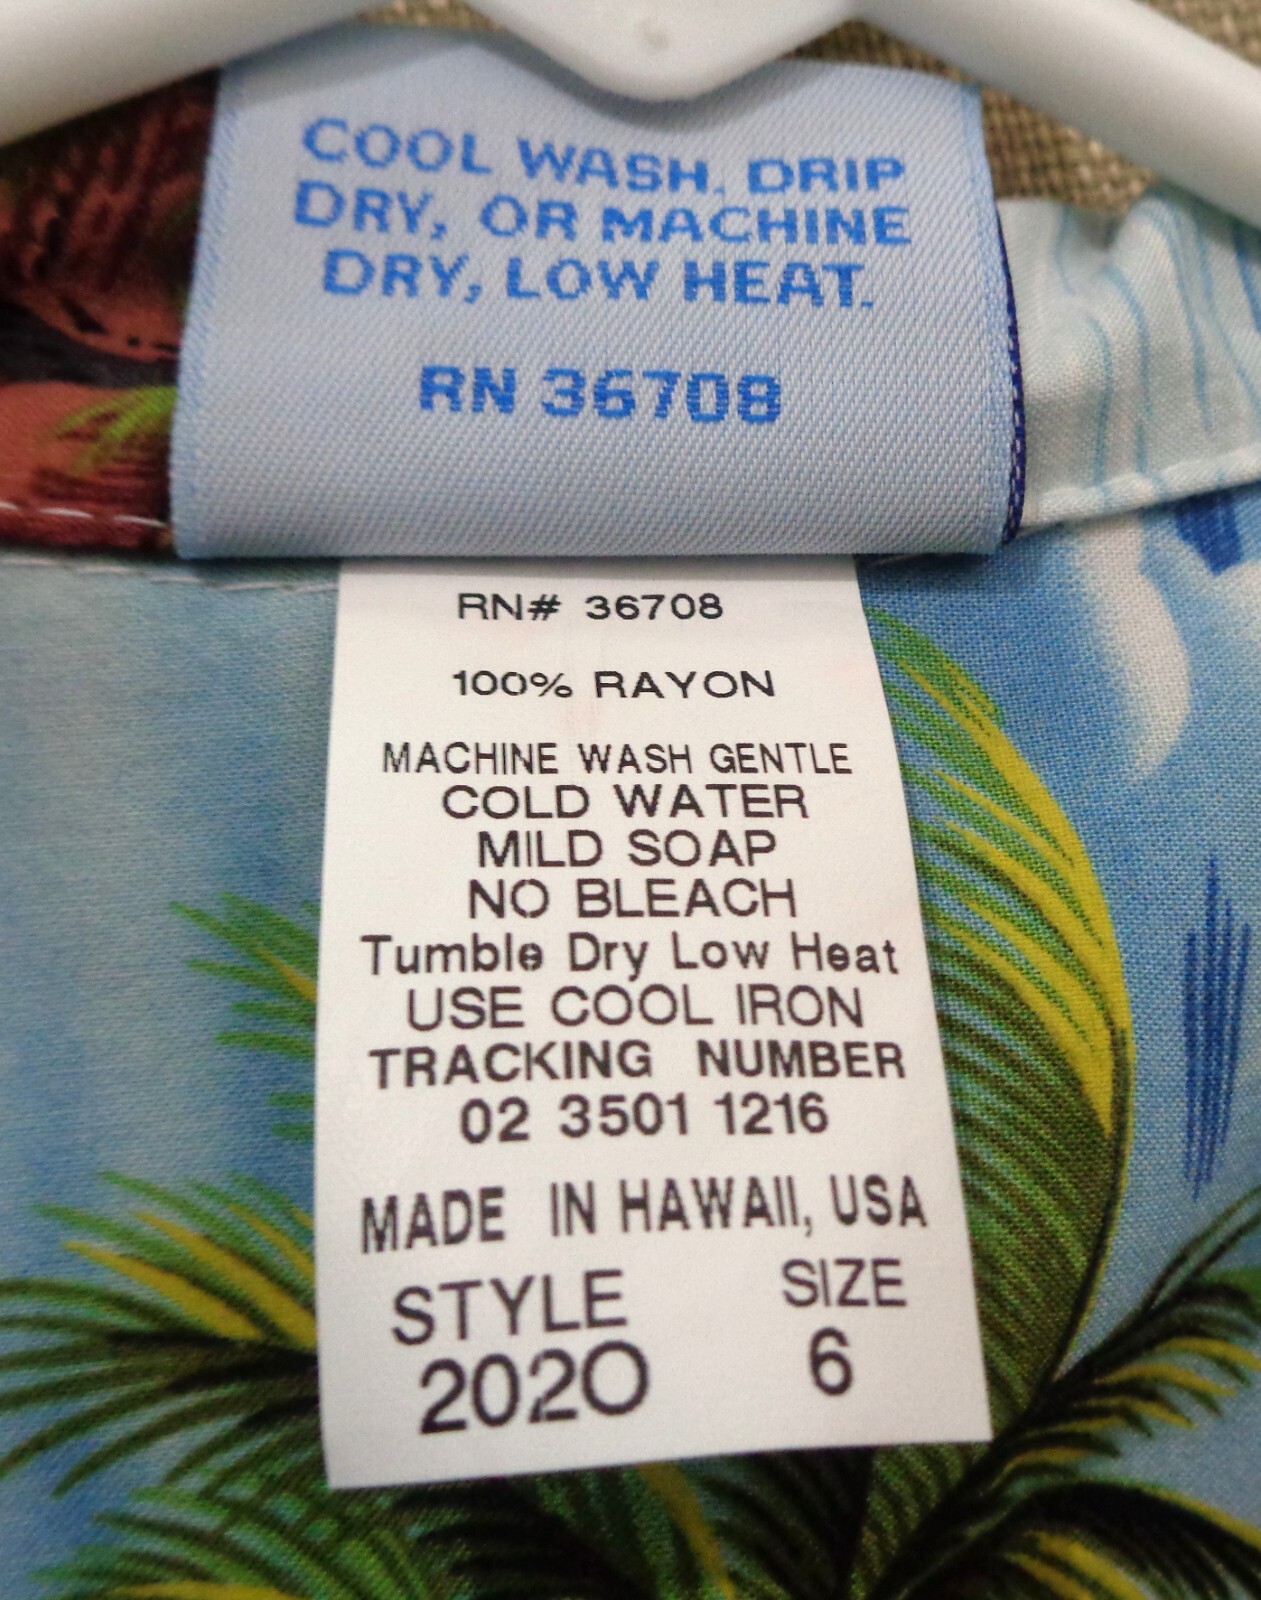 COOL WASH, DRIP
DRY, OR MACHINE
DRY, LOW HEAT.
RN 36708
RN# 36708
100% RAYON
MACHINE WASH GENTLE
COLD WATER
MILD SOAP
NO BLEACH
Tumble Dry Low Heat
USE COOL IRON
TRACKING NUMBER
02 3501 1216
MADE IN HAWAII, USA
STYLE SIZE
2020 6